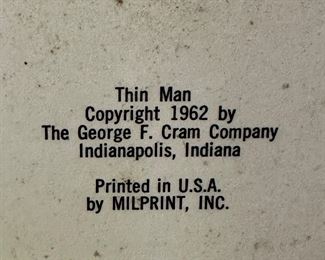 Thin Man
Copyright 1962 by
The George F. Cram Company
Indianapolis, Indiana
Printed in U.S.A.
by MILPRINT, INC.